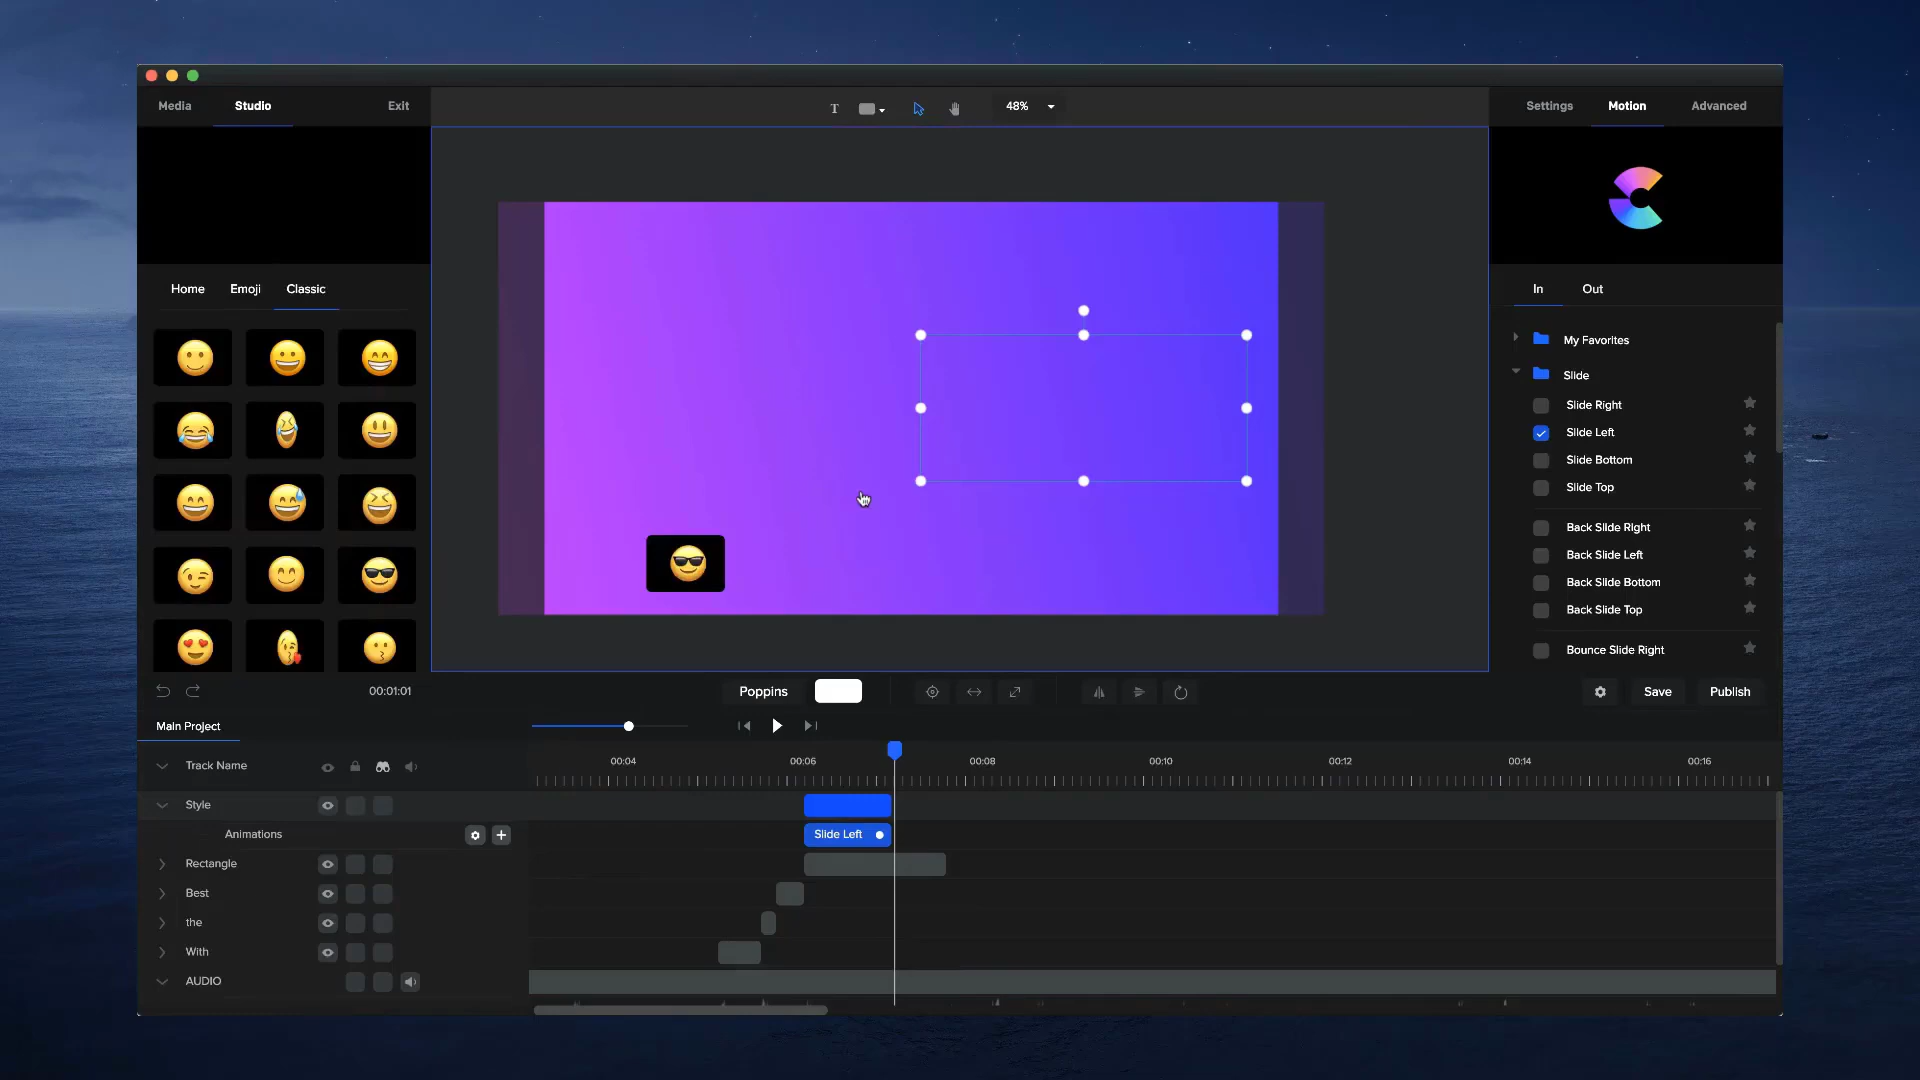 Media Studio Exit
T 48%
Settings Motion Advanced
Home Emoji Classic
In Out
My Favorites
Slide
Slide Right
Slide Left
Slide Bottom
Slide Top
Back Slide Right
Back Slide Left
Back Slide Bottom
Back Slide Top
Bounce Slide Right
00:01:01
Poppins
Save Publish
Main Project
Track Name
00:04 00:06 00:08 00:10 00:12 00:14 00:16
Style
Animations
Slide Left
Rectangle
Best
the
With
AUDIO